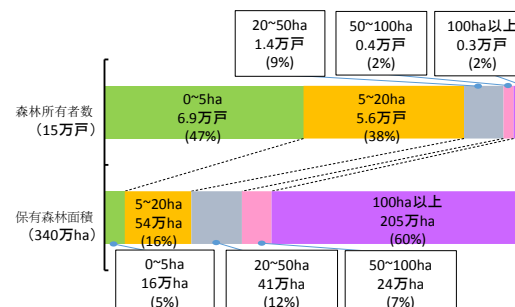 20~50ha
1.4万戸
(9%)
50~100ha
0.4万戸
(2%)
100ha以上
0.3万戸
(2%)
森林所有者数
（15万戸）
0~5ha
6.9万戸
(47%)
5~20ha
5.6万戸
(38%)
保有森林面積
(340万ha)
5~20ha
54万ha
(16%)
100ha以上
205万ha
(60%)
0~5ha
16万ha
(5%)
20~50ha
41万ha
(12%)
50~100ha
24万ha
(7%)